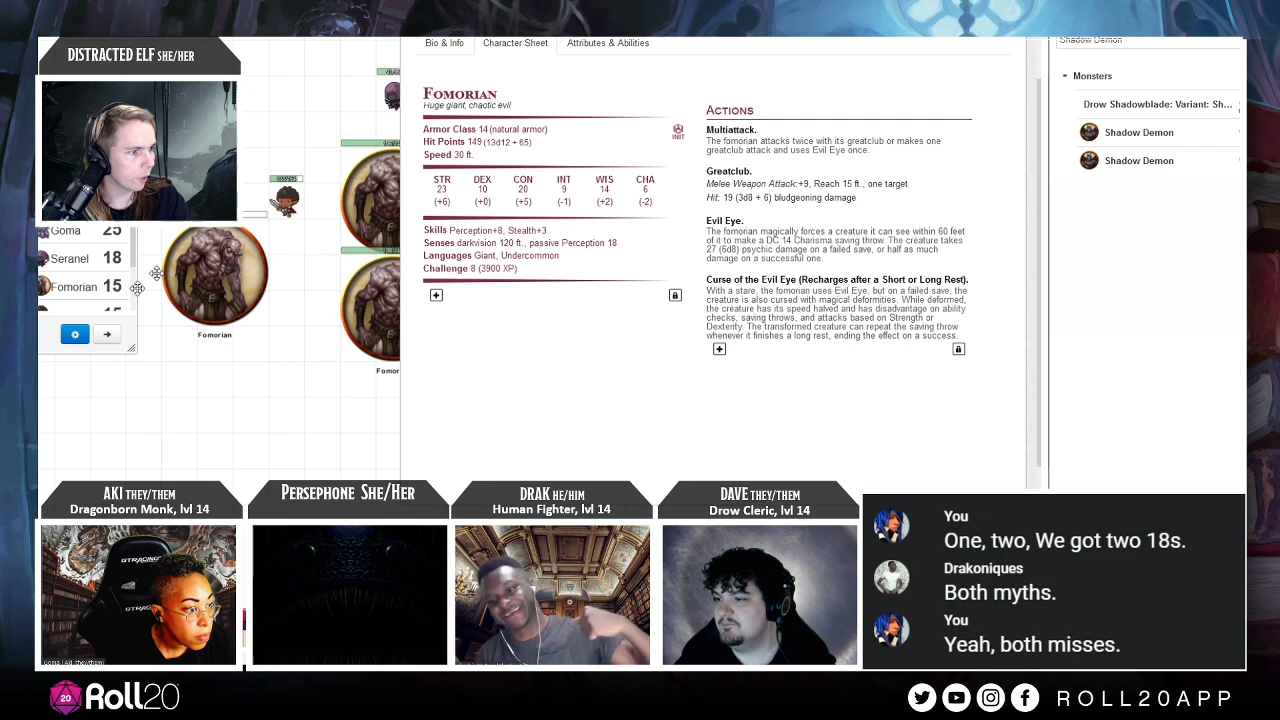 DISTRACTED ELF SHE/HER
Goma 25
Seranel 18
Fomorian 15
Fomorian
Bio & Info
Character Sheet
Attributes & Abilities
FOMORIAN
Huge giant, chaotic evil
Armor Class 14 (natural armor)
Hit Points 149 (13d12 + 65)
Speed 30 ft.
INIT
STR DEX CON INT WIS CHA
23 10 20 9 14 6
(+6) (+0) (+5) (-1) (+2) (-2)
Skills Perception+8, Stealth+3
Senses darkvision 120 ft., passive Perception 18
Languages Giant, Undercommon
Challenge 8 (3900 XP)
ACTIONS
Multiattack.
The fomorian attacks twice with its greatclub or makes one
greatclub attack and uses Evil Eye once.
Greatclub.
Melee Weapon Attack:+9, Reach 15 ft., one target
Hit: 19 (3d8 + 6) bludgeoning damage
Evil Eye.
The fomorian magically forces a creature it can see within 60 feet
of it to make a DC 14 Charisma saving throw. The creature takes
27 (6d8) psychic damage on a failed save, or half as much
damage on a successful one.
Curse of the Evil Eye (Recharges after a Short or Long Rest).
With a stare, the fomorian uses Evil Eye, but on a failed save, the
creature is also cursed with magical deformities. While deformed,
the creature has its speed halved and has disadvantage on ability
checks, saving throws, and attacks based on Strength or
Dexterity. The transformed creature can repeat the saving throw
whenever it finishes a long rest, ending the effect on a success.
Fomor
Shadow Demon
Monsters
Drow Shadowblade: Variant: Sh...
Shadow Demon
Shadow Demon
AKI THEY/THEM
Dragonborn Monk, lvl 14
PERSEPHONE SHE/HER
DRAK HE/HIM
Human Fighter, lvl 14
DAVE THEY/THEM
Drow Cleric, lvl 14
GTRACING
Goma | Aki (they/them)
You
One, two, We got two 18s.
Drakoniques
Both myths.
You
Yeah, both misses.
20
Roll20
ROLL20APP